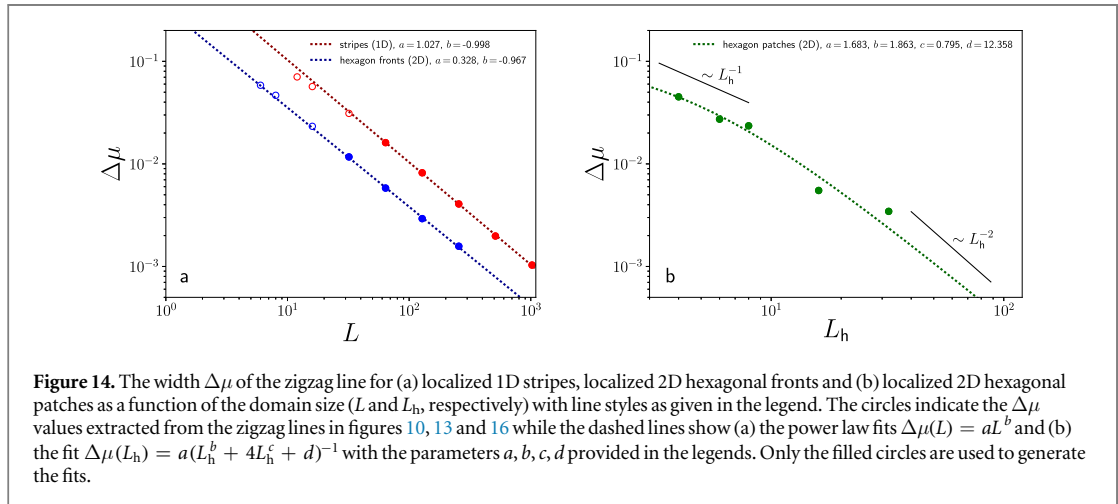 stripes (1D), a = 1.027, b = -0.998
hexagon fronts (2D), a = 0.328, b = -0.967
10⁻¹
10⁻²
10⁻³
Δμ
a
10⁰ 10¹ 10² 10³
L
hexagon patches (2D), a = 1.683, b = 1.863, c = 0.795, d = 12.358
∼ L_h⁻¹
∼ L_h⁻²
10⁻¹
10⁻²
10⁻³
Δμ
b
10¹ 10²
L_h
Figure 14. The width Δμ of the zigzag line for (a) localized 1D stripes, localized 2D hexagonal fronts and (b) localized 2D hexagonal
patches as a function of the domain size (L and L_h, respectively) with line styles as given in the legend. The circles indicate the Δμ
values extracted from the zigzag lines in figures 10, 13 and 16 while the dashed lines show (a) the power law fits Δμ(L) = aL^b and (b)
the fit Δμ(L_h) = a(L_h^b + 4L_h^c + d)⁻¹ with the parameters a, b, c, d provided in the legends. Only the filled circles are used to generate
the fits.